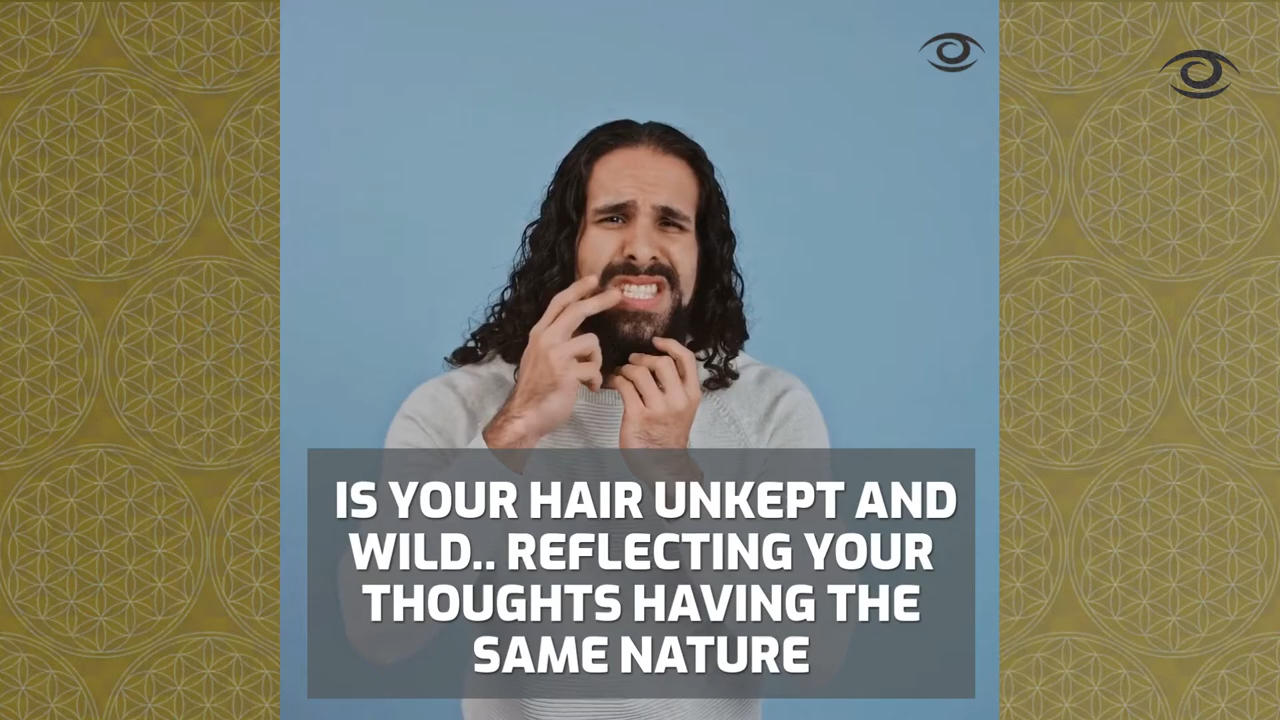 IS YOUR HAIR UNKEPT AND
WILD.. REFLECTING YOUR
THOUGHTS HAVING THE
SAME NATURE